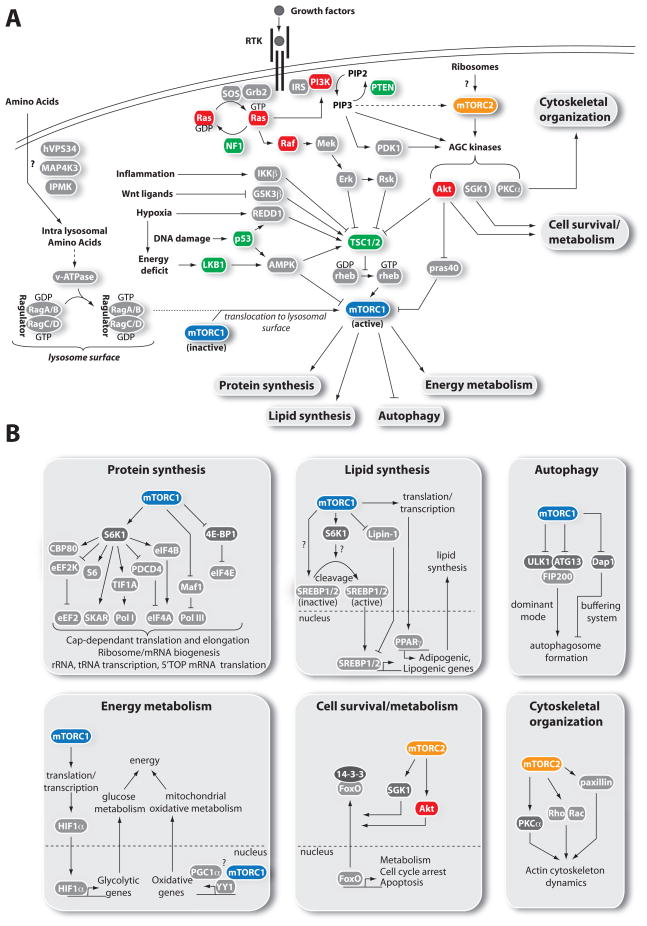 A
Growth factors
RTK
Amino Acids
hVPS34
?
MAP4K3
IPMK
Intra lysosomal
Amino Acids
v-ATPase
Ragulator
GDP
RagA/B
RagC/D
GTP
Ragulator
GTP
RagA/B
RagC/D
GDP
lysosome surface
SOS
Grb2
Ras
GDP
GTP
Ras
NF1
IRS
PI3K
PIP2
PTEN
PIP3
Raf
Mek
PDK1
Erk
Rsk
Ribosomes
?
mTORC2
AGC kinases
Akt
SGK1
PKCα
Cytoskeletal
organization
Cell survival/
metabolism
Inflammation
IKKβ
Wnt ligands
GSK3β
Hypoxia
REDD1
DNA damage
p53
TSC1/2
Energy
deficit
LKB1
AMPK
GDP
rheb
GTP
rheb
pras40
translocation to lysosomal
surface
mTORC1
(inactive)
mTORC1
(active)
Protein synthesis
Energy metabolism
Lipid synthesis
Autophagy
B
Protein synthesis
mTORC1
S6K1
4E-BP1
CBP80
eIF4B
eEF2K
S6
PDCD4
TIF1A
Maf1
eIF4E
eEF2
SKAR
Pol I
eIF4A
Pol III
Cap-dependant translation and elongation
Ribosome/mRNA biogenesis
rRNA, tRNA transcription, 5'TOP mRNA translation
Lipid synthesis
mTORC1
translation/
transcription
S6K1
Lipin-1
?
?
lipid
synthesis
cleavage
SREBP1/2
(inactive)
SREBP1/2
(active)
nucleus
PPARγ
SREBP1/2
Adipogenic,
Lipogenic genes
Autophagy
mTORC1
ULK1
ATG13
FIP200
Dap1
dominant
mode
buffering
system
autophagosome
formation
Energy metabolism
mTORC1
translation/
transcription
energy
glucose
metabolism
mitochondrial
oxidative metabolism
HIF1α
nucleus
HIF1α
Glycolytic
genes
Oxidative
genes
PGC1α
?
mTORC1
YY1
Cell survival/metabolism
mTORC2
14-3-3
FoxO
SGK1
Akt
nucleus
FoxO
Metabolism
Cell cycle arrest
Apoptosis
Cytoskeletal
organization
mTORC2
paxillin
PKCα
Rho
Rac
Actin cytoskeleton
dynamics